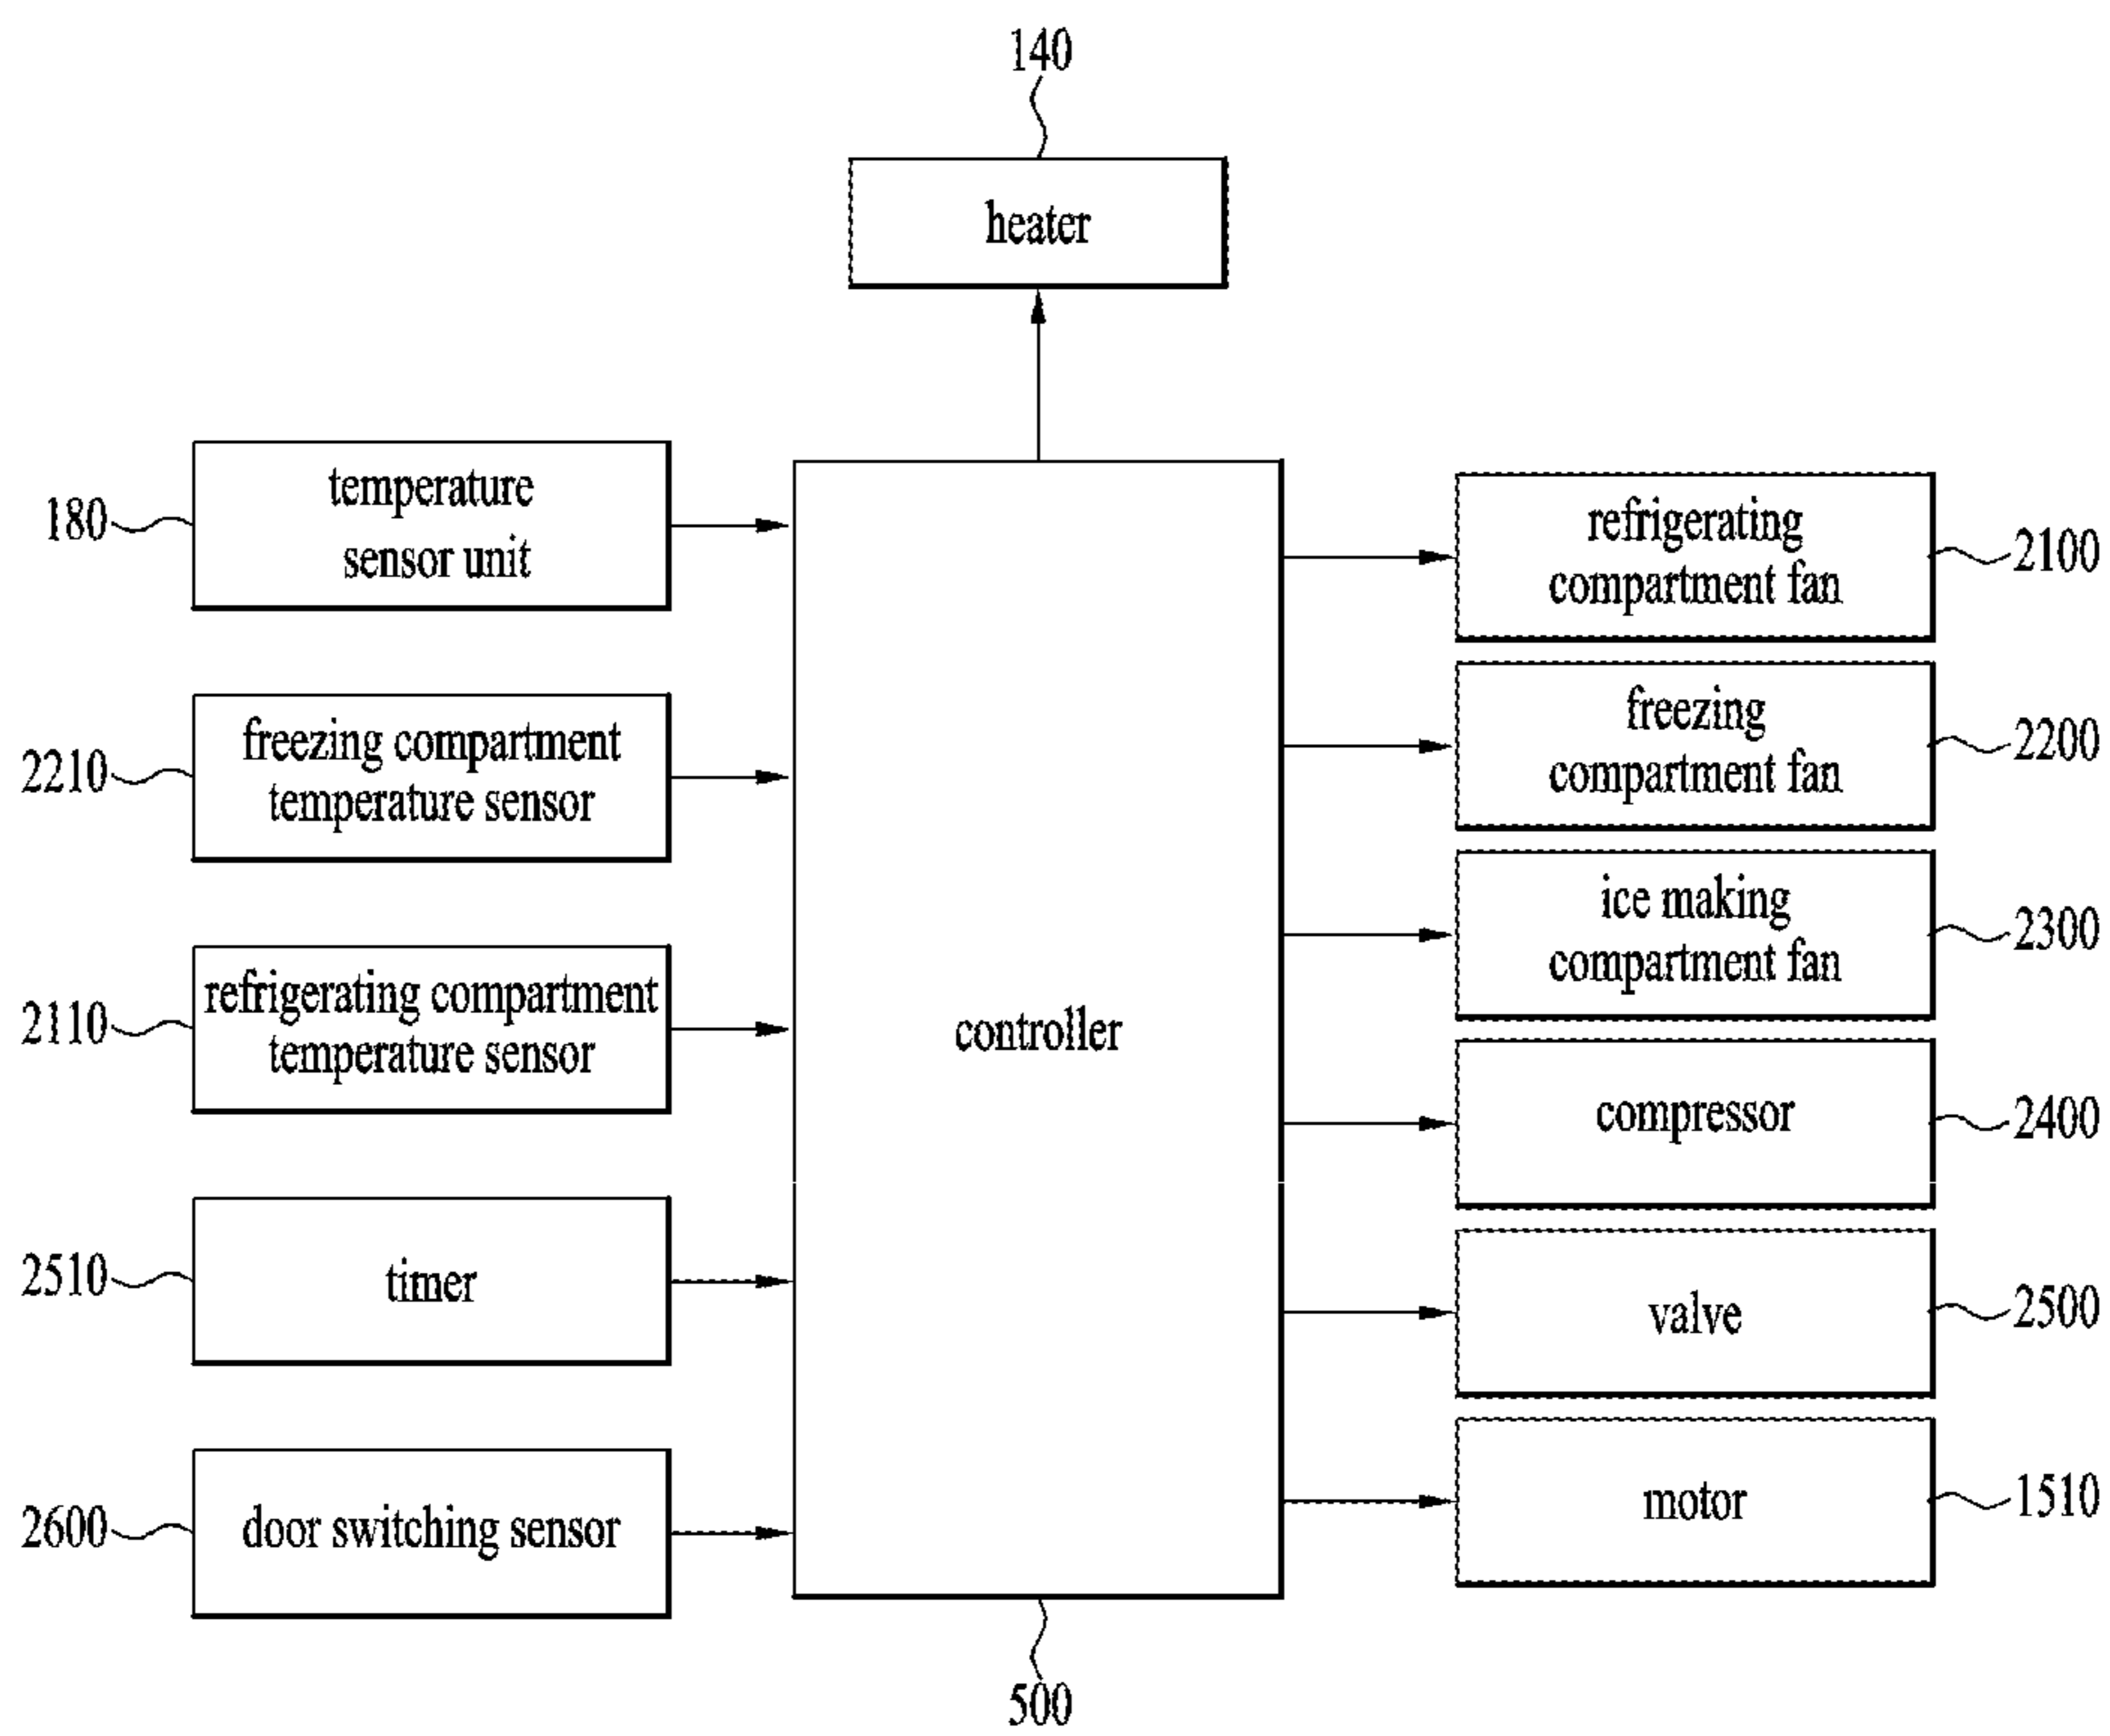 140
heater
180
temperature
sensor unit
2210
freezing compartment
temperature sensor
2110
refrigerating compartment
temperature sensor
2510
timer
2600
door switching sensor
controller
500
refrigerating
compartment fan
2100
freezing
compartment fan
2200
ice making
compartment fan
2300
compressor
2400
valve
2500
motor
1510